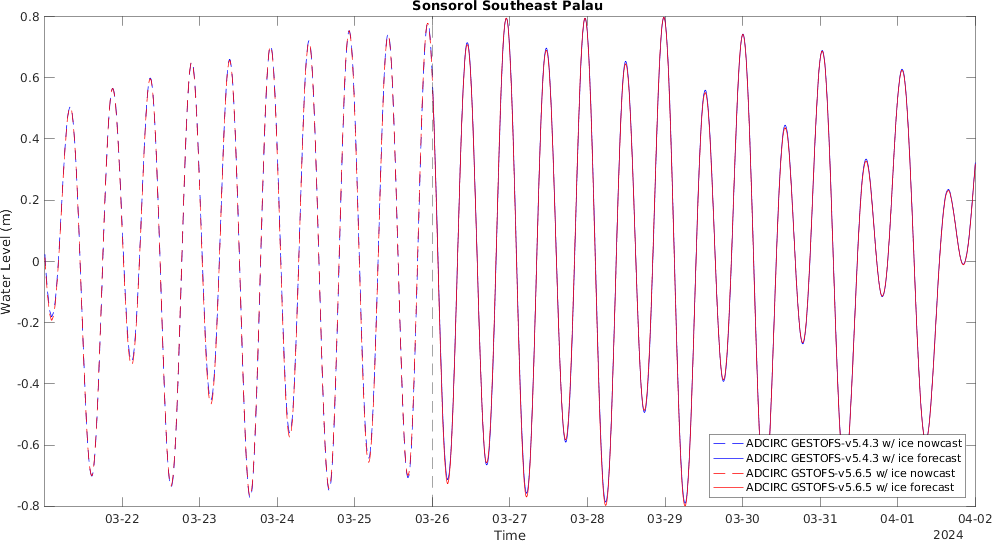 Sonsorol Southeast Palau
Water Level (m)
0.8
0.6
0.4
0.2
0
-0.2
-0.4
-0.6
-0.8
ADCIRC GESTOFS-v5.4.3 w/ ice nowcast
ADCIRC GESTOFS-v5.4.3 w/ ice forecast
ADCIRC GSTOFS-v5.6.5 w/ ice nowcast
ADCIRC GSTOFS-v5.6.5 w/ ice forecast
03-22 03-23 03-24 03-25 03-26 03-27 03-28 03-29 03-30 03-31 04-01 04-02
Time
2024